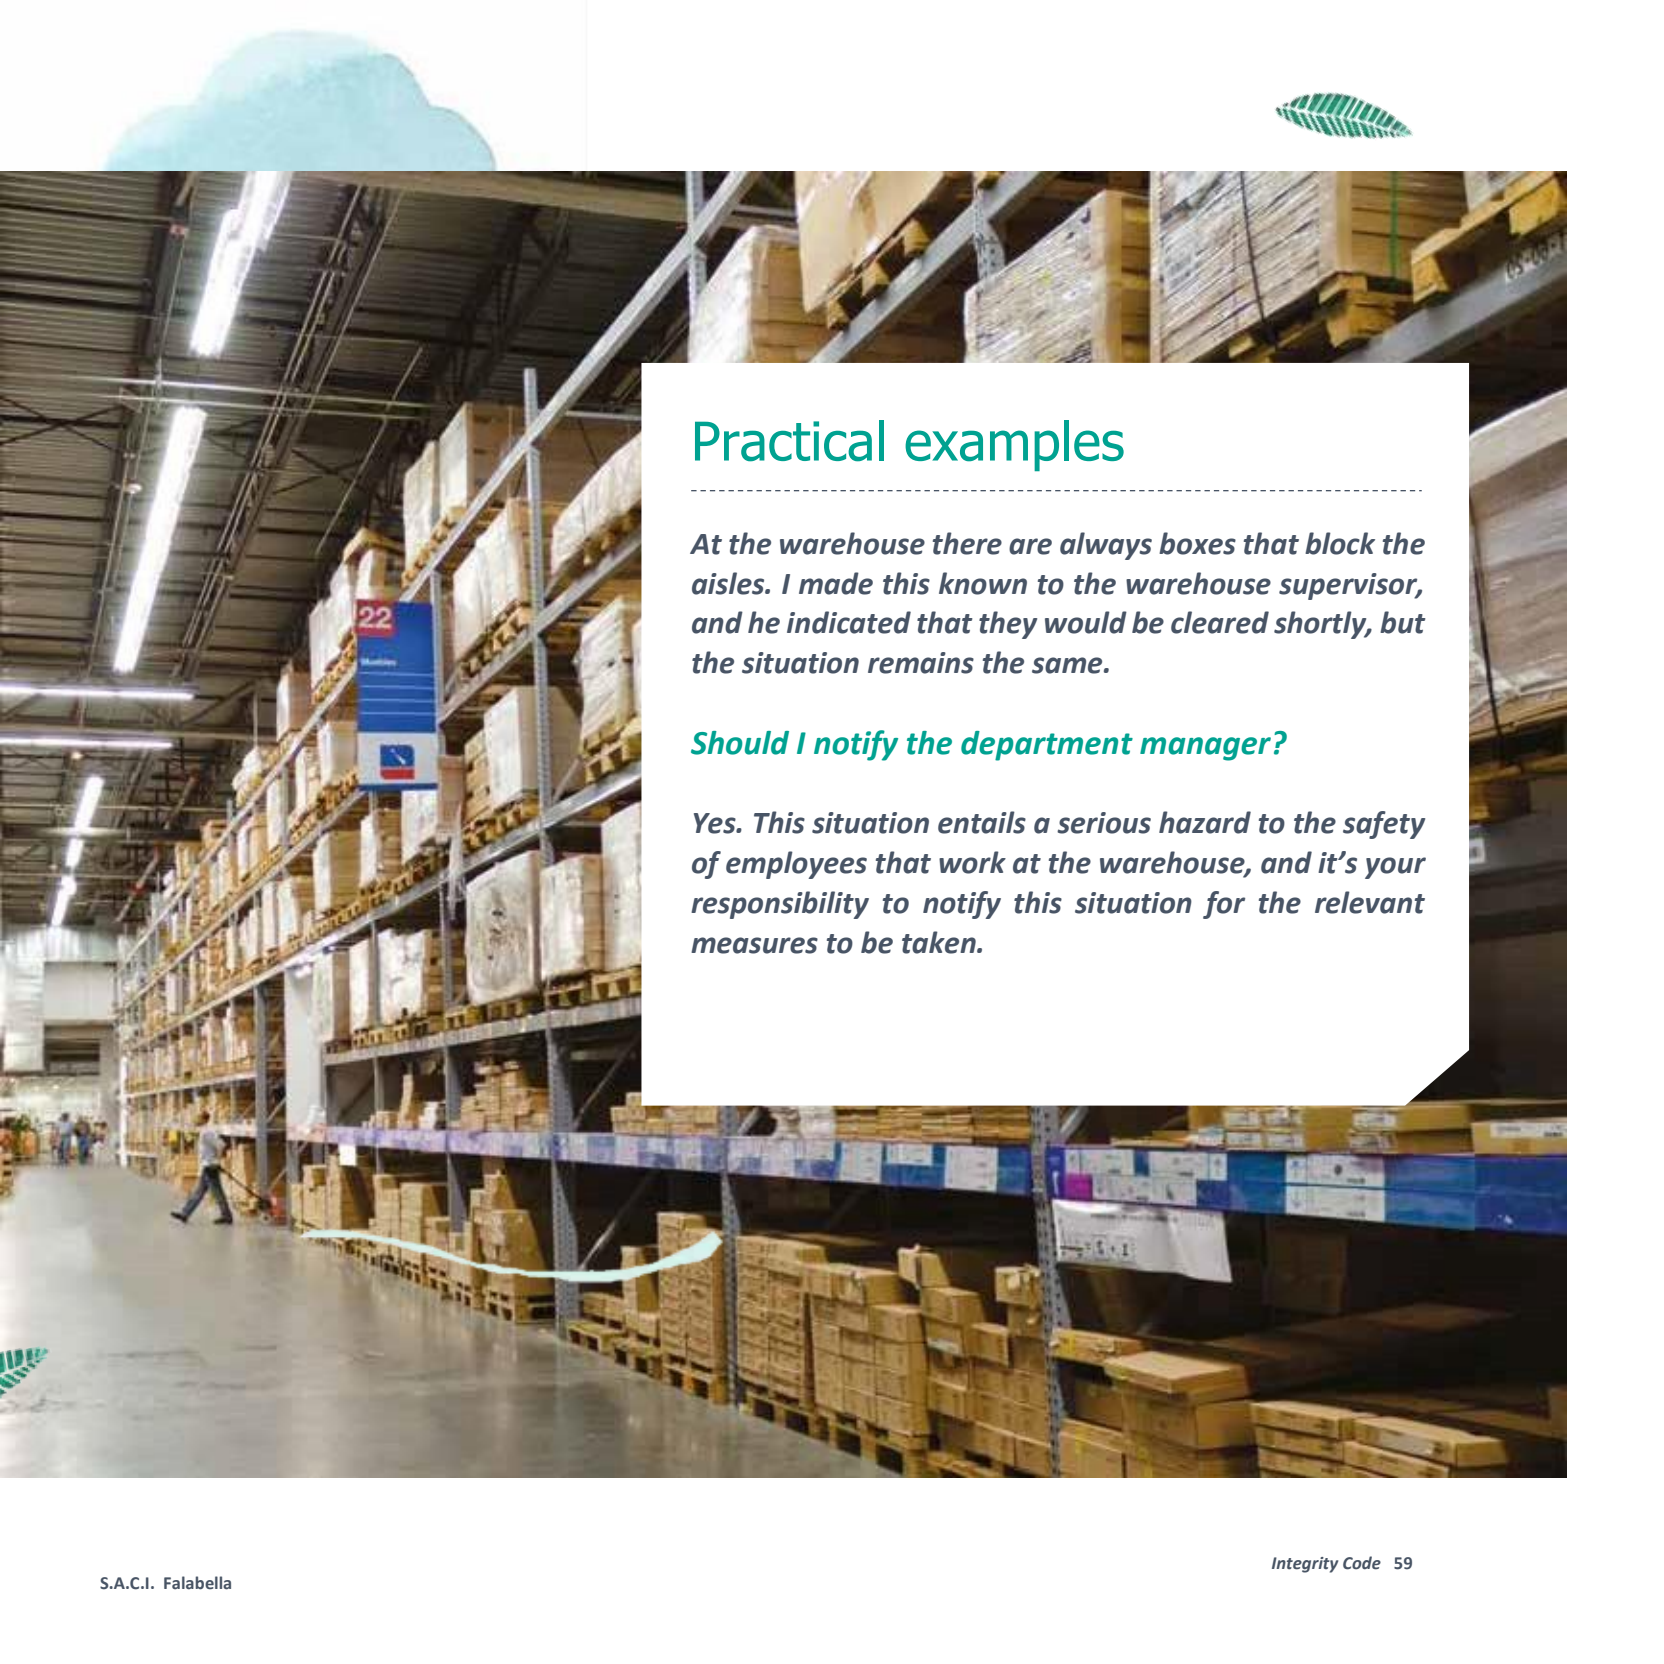 Practical examples
At the warehouse there are always boxes that block the
aisles. I made this known to the warehouse supervisor,
and he indicated that they would be cleared shortly, but
the situation remains the same.
Should I notify the department manager?
Yes. This situation entails a serious hazard to the safety
of employees that work at the warehouse, and it’s your
responsibility to notify this situation for the relevant
measures to be taken.
22
Muebles
Integrity Code 59
S.A.C.I. Falabella